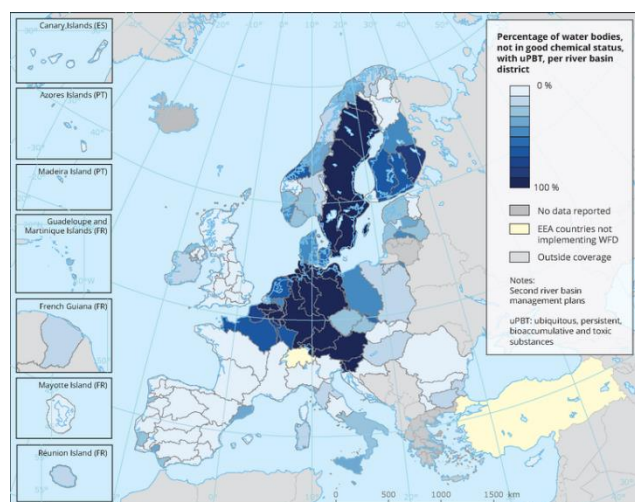 Canary Islands (ES)
Azores Islands (PT)
Madeira Island (PT)
Guadeloupe and
Martinique Islands (FR)
French Guiana (FR)
Mayotte Island (FR)
Réunion Island (FR)
Percentage of water bodies,
not in good chemical status,
with uPBT, per river basin
district
0 %
100 %
No data reported
EEA countries not
implementing WFD
Outside coverage
Notes:
Second river basin
management plans
uPBT: ubiquitous, persistent,
bioaccumulative and toxic
substances
0 500 1000 1500 km